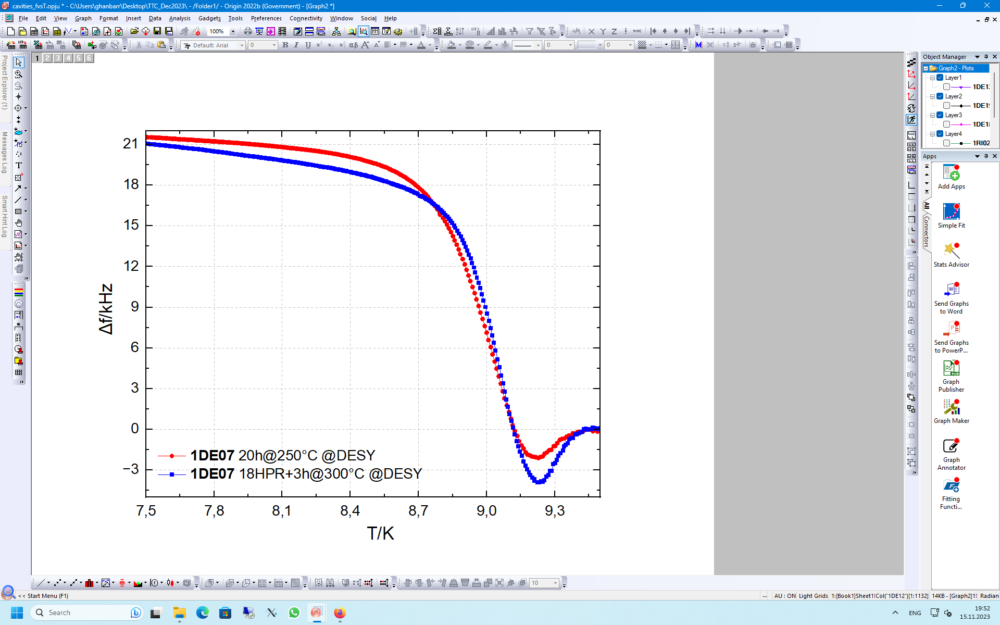 cavities_fvsT.opju * - C:\Users\ghanbarr\Desktop\TTC_Dec2023\ - /Folder1/ - Origin 2022b (Government) - [Graph2 *]
File Edit View Graph Format Insert Data Analysis Gadgets Tools Preferences Connectivity Window Social Help
100%
Default: Arial 0 0 0
1 2 3 4 5 6
Project Explorer (1)
Messages Log
Smart Hint Log
21
18
15
12
9
6
3
0
−3
Δf/kHz
1DE07 20h@250°C @DESY
1DE07 18HPR+3h@300°C @DESY
7,5 7,8 8,1 8,4 8,7 9,0 9,3
T/K
Object Manager
Graph2 - Plots
Layer1
1DE12
Layer2
Layer3
1DE18
Layer4
1RI02
Apps
All
Connectors
Add Apps
Simple Fit
Stats Advisor
Send Graphs
to Word
Send Graphs
to PowerP...
Graph
Publisher
Graph Maker
Graph
Annotator
Fitting
Functi...
10
<< Start Menu (F1)
-- AU : ON Light Grids 1:[Book1]Sheet1!Col("1DE12")[1:1132] 14KB - [Graph2]1! Radian
Search
ENG
19:52
15.11.2023